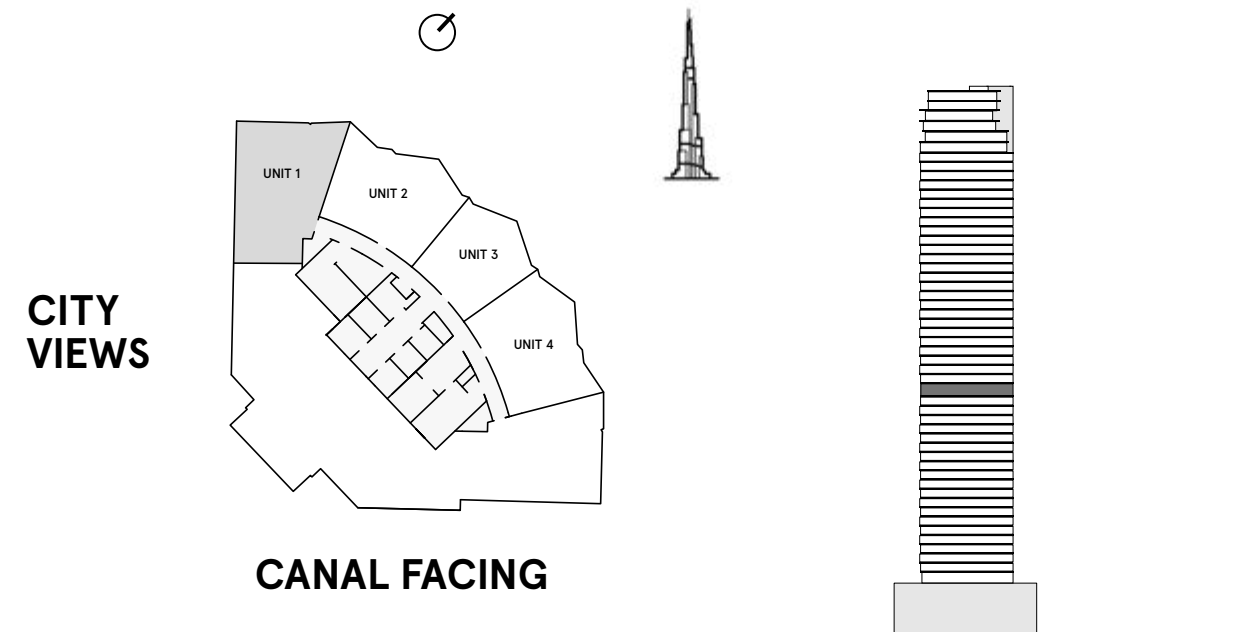 UNIT 1
UNIT 2
UNIT 3
UNIT 4
CITY
VIEWS
CANAL FACING